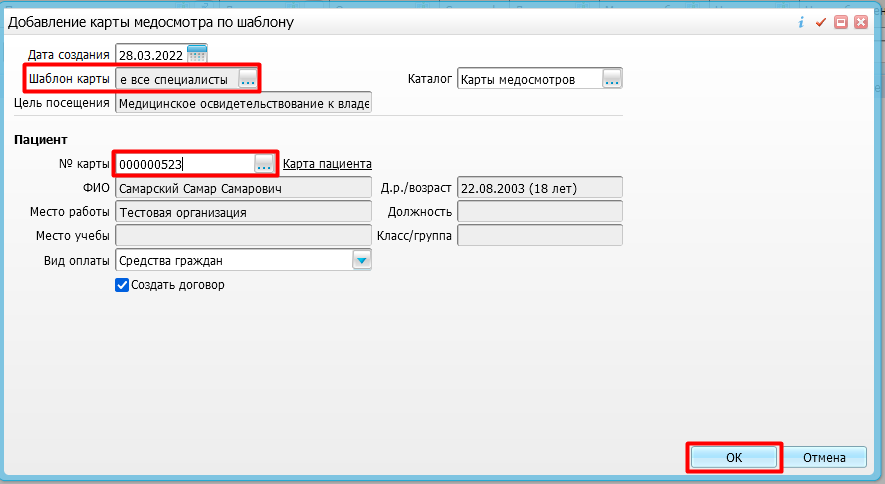 Добавление карты медосмотра по шаблону
Дата создания 28.03.2022
Шаблон карты е все специалисты ... Каталог Карты медосмотров ...
Цель посещения Медицинское освидетельствование к владе
Пациент
№ карты 000000523 ... Карта пациента
ФИО Самарский Самар Самарович Д.р./возраст 22.08.2003 (18 лет)
Место работы Тестовая организация Должность
Место учебы Класс/группа
Вид оплаты Средства граждан
Создать договор
ОК Отмена